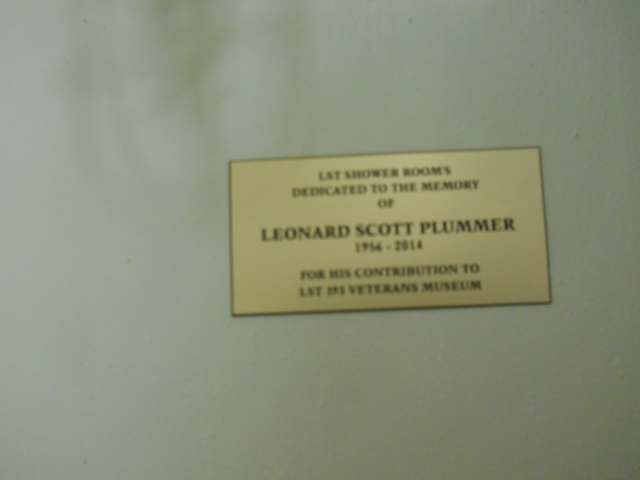 LST SHOWER ROOM'S
DEDICATED TO THE MEMORY
OF
LEONARD SCOTT PLUMMER
1956 - 2014
FOR HIS CONTRIBUTION TO
LST 393 VETERANS MUSEUM